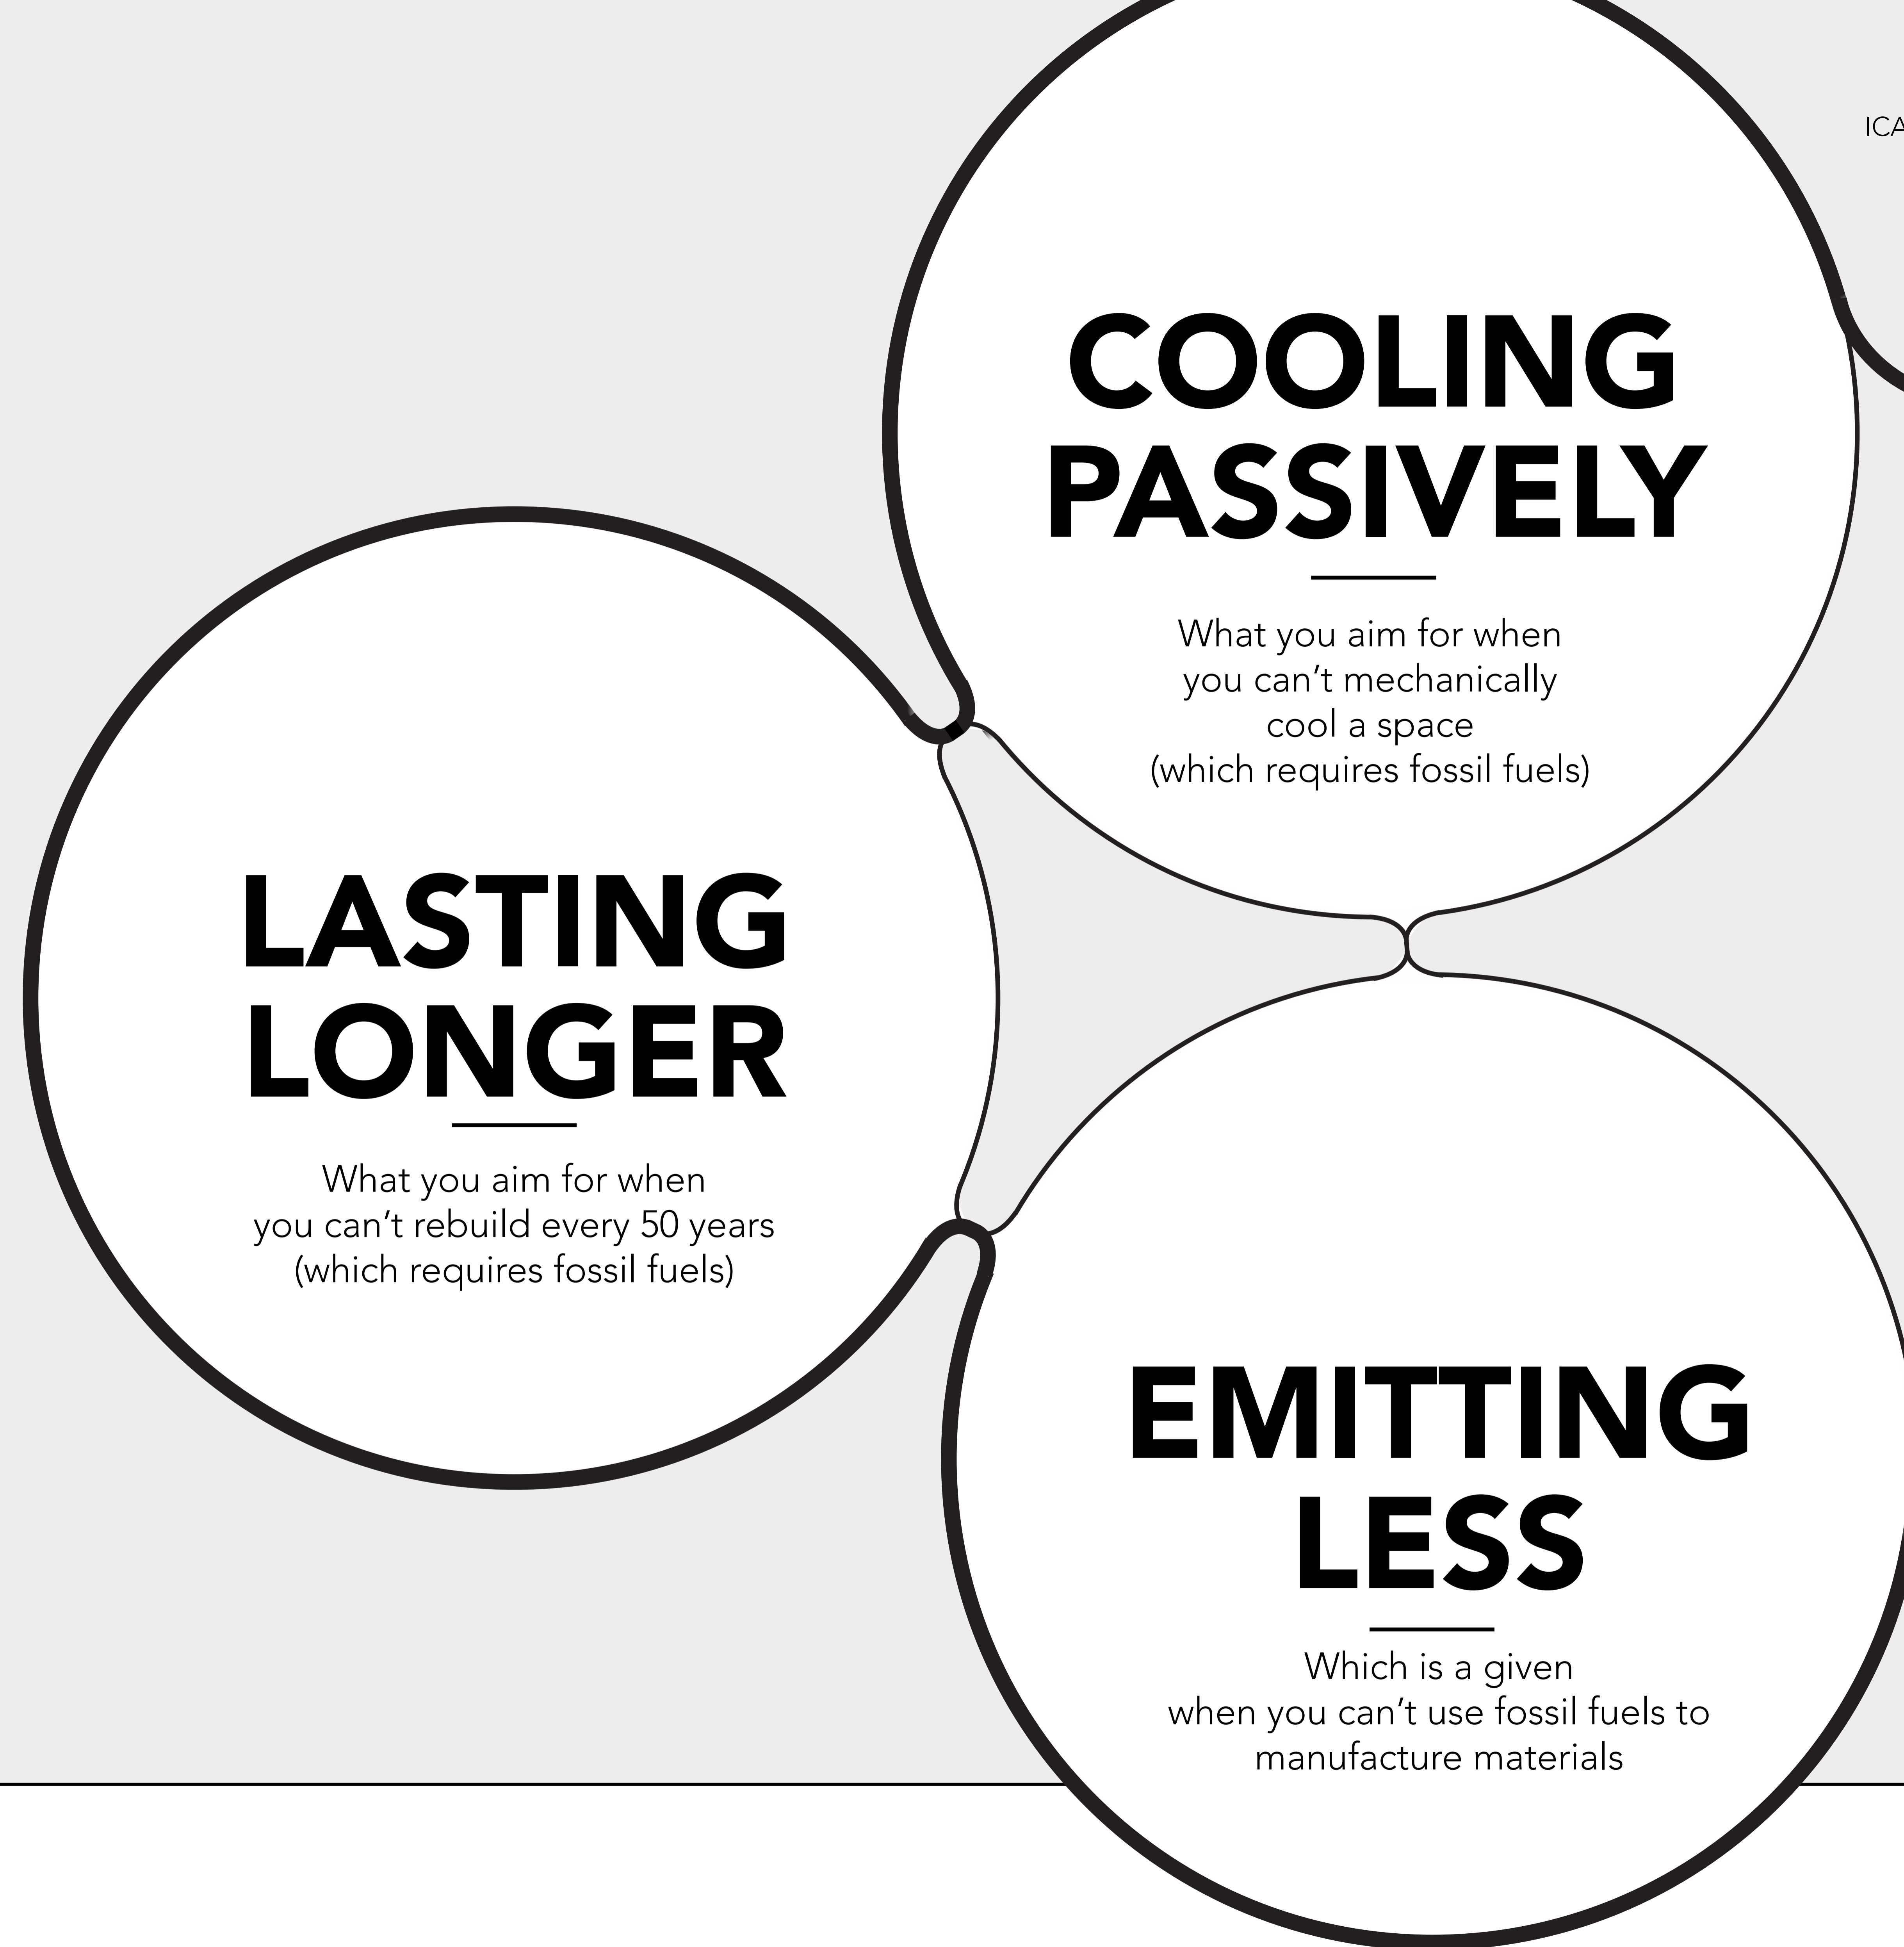 ICA
COOLING
PASSIVELY
What you aim for when
you can't mechanically
cool a space
(which requires fossil fuels)
LASTING
LONGER
What you aim for when
you can't rebuild every 50 years
(which requires fossil fuels)
EMITTING
LESS
Which is a given
when you can't use fossil fuels to
manufacture materials